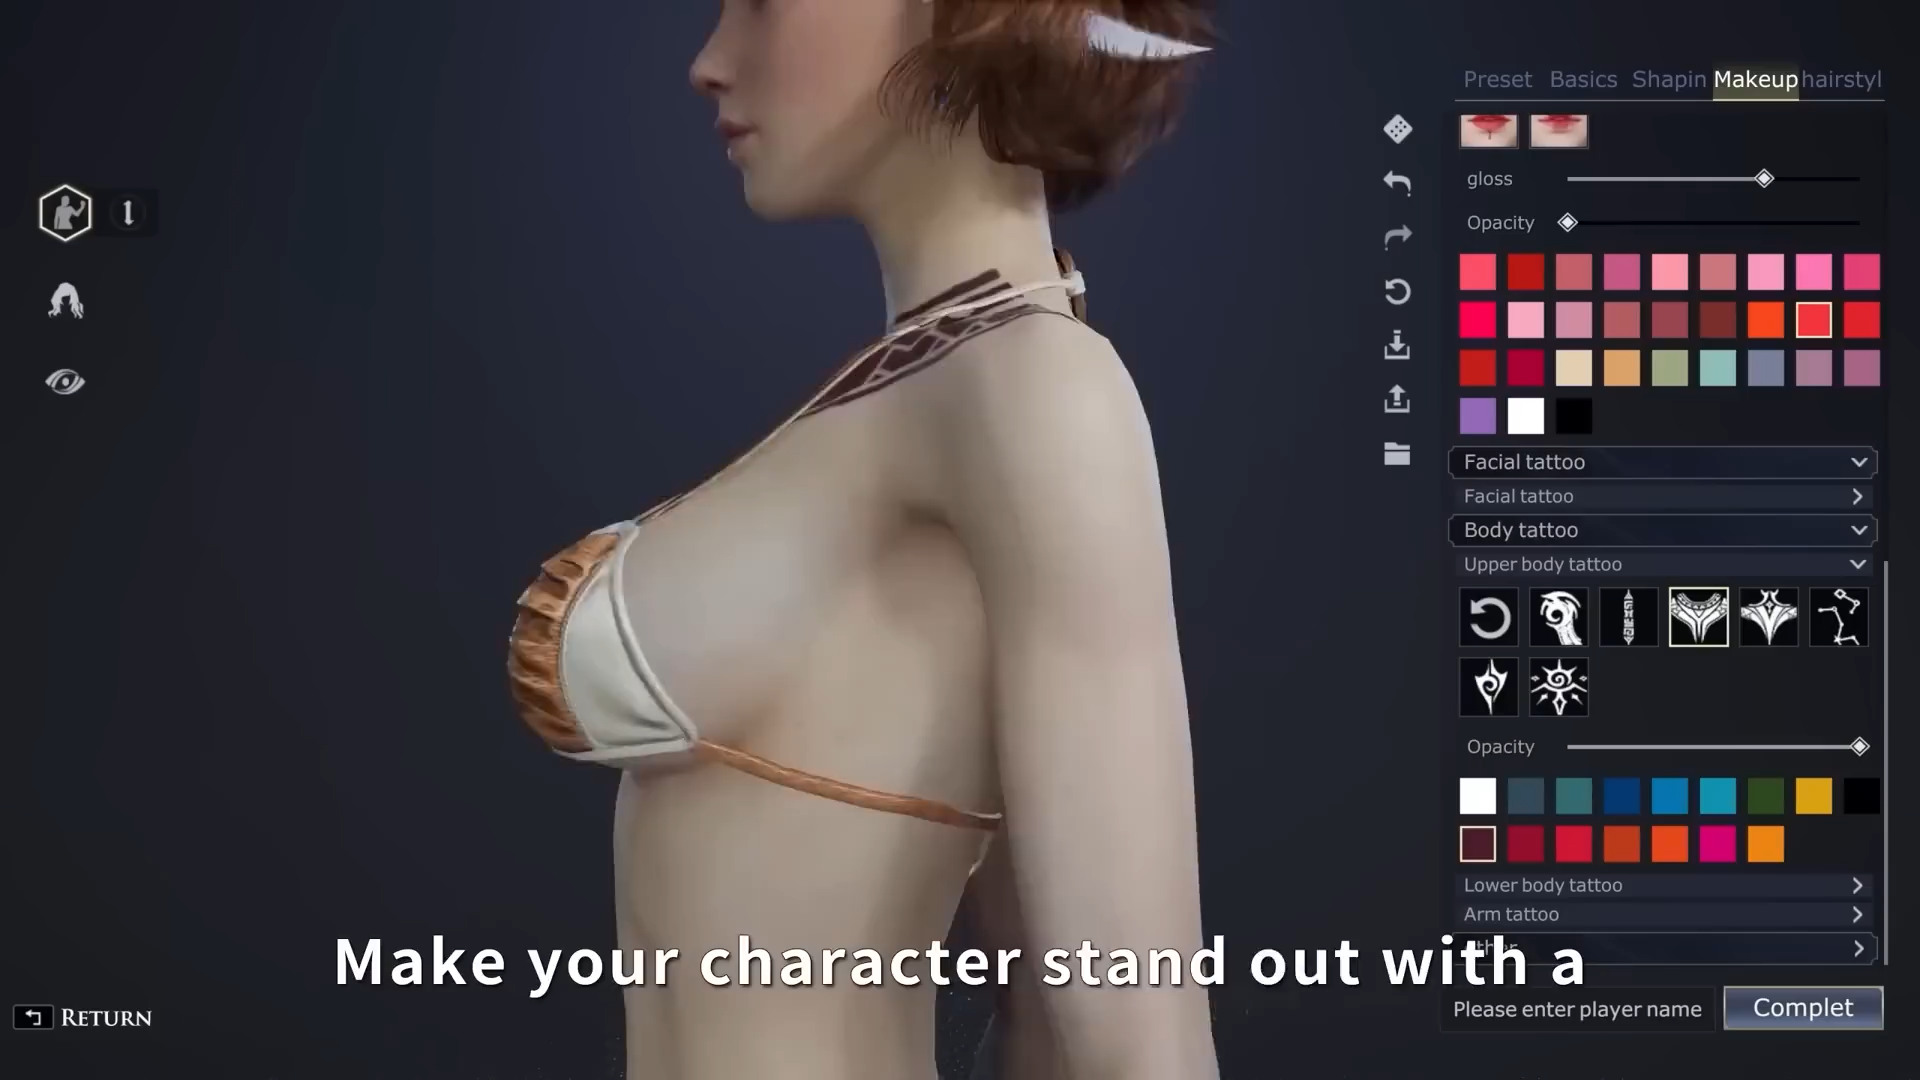 Preset Basics Shapin Makeup hairstyl
gloss
Opacity
Facial tattoo
Facial tattoo
Body tattoo
Upper body tattoo
Opacity
Lower body tattoo
Arm tattoo
Make your character stand out with a
RETURN
Please enter player name
Complet